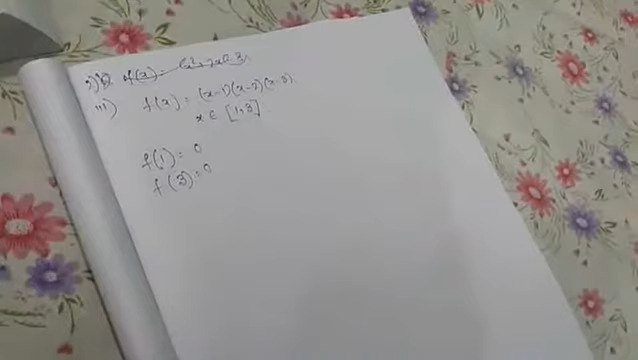 iii) f(x) = (x-1)(x-2)(x-3)
x ∈ [1,3]
f(1) = 0
f(3) = 0